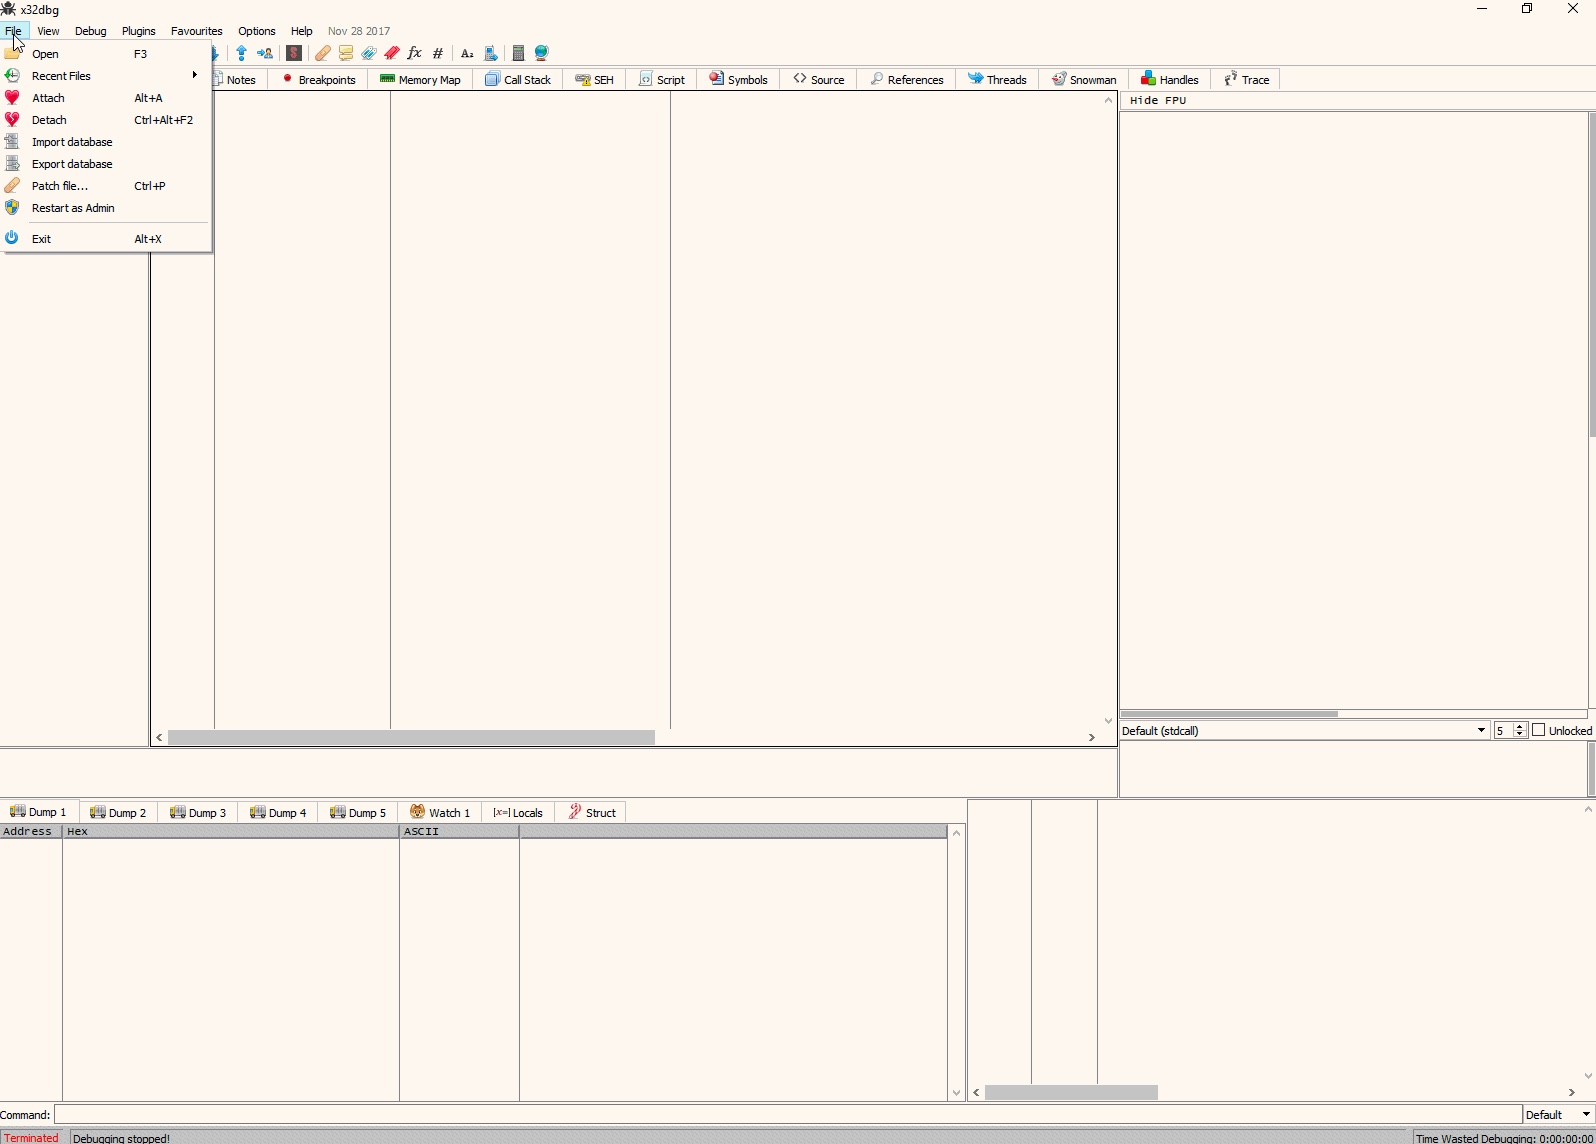 x32dbg
File View Debug Plugins Favourites Options Help Nov 28 2017
Open F3
Recent Files
Attach Alt+A
Detach Ctrl+Alt+F2
Import database
Export database
Patch file... Ctrl+P
Restart as Admin
Exit Alt+X
Notes Breakpoints Memory Map Call Stack SEH Script Symbols Source References Threads Snowman Handles Trace
Hide FPU
Default (stdcall) 5 Unlocked
Dump 1 Dump 2 Dump 3 Dump 4 Dump 5 Watch 1 [x=] Locals Struct
Address Hex ASCII
Command: Default
Terminated Debugging stopped! Time Wasted Debugging: 0:00:00:00